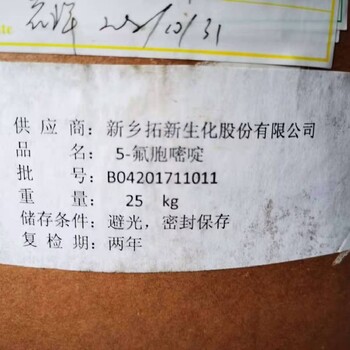 供应商：新乡拓新生化股份有限公司
品名：5-氟胞嘧啶
批号：B04201711011
重量：25 kg
储存条件：避光，密封保存
复检期：两年